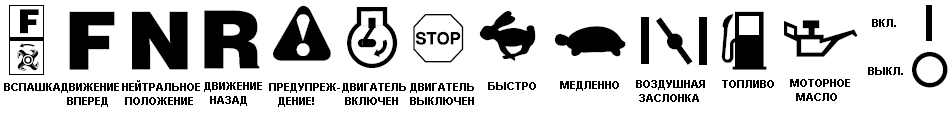 F
F N R
STOP
ВКЛ.
ВЫКЛ.
ВСПАШКА
ДВИЖЕНИЕ
ВПЕРЕД
НЕЙТРАЛЬНОЕ
ПОЛОЖЕНИЕ
ДВИЖЕНИЕ
НАЗАД
ПРЕДУПРЕЖ-
ДЕНИЕ!
ДВИГАТЕЛЬ
ВКЛЮЧЕН
ДВИГАТЕЛЬ
ВЫКЛЮЧЕН
БЫСТРО
МЕДЛЕННО
ВОЗДУШНАЯ
ЗАСЛОНКА
ТОПЛИВО
МОТОРНОЕ
МАСЛО